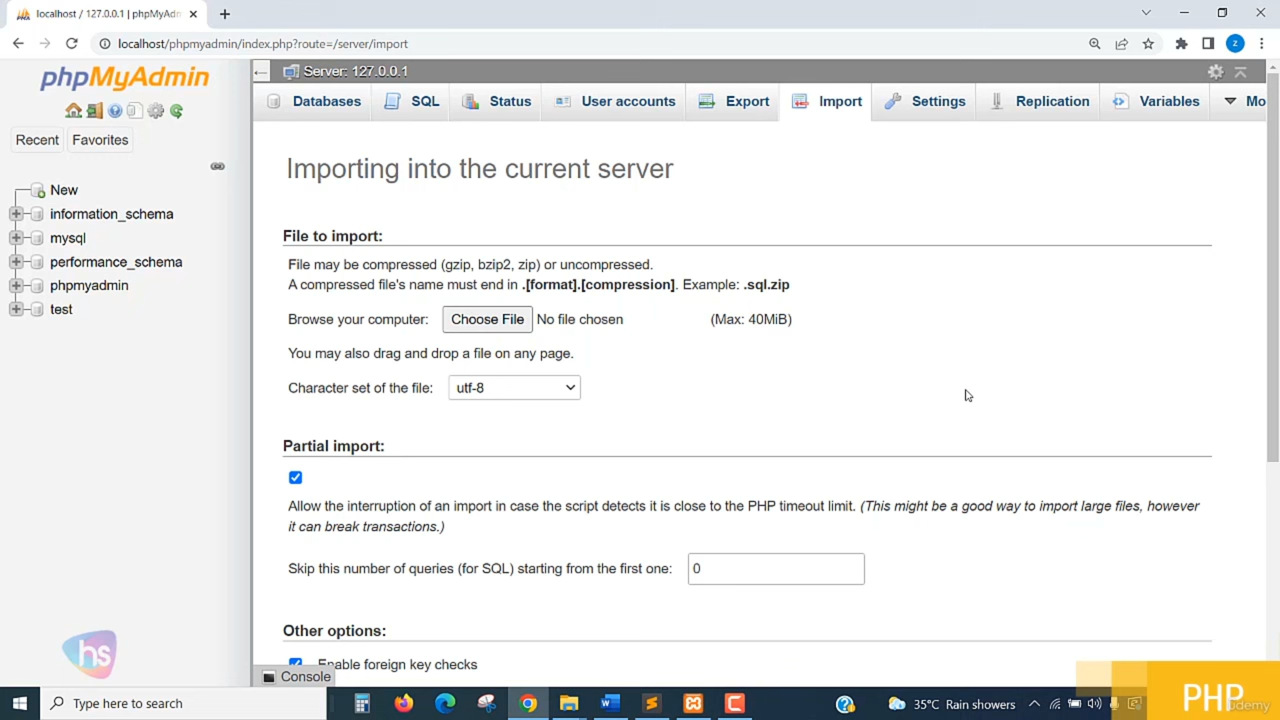 localhost / 127.0.0.1 | phpMyAdm
localhost/phpmyadmin/index.php?route=/server/import
z
phpMyAdmin
Server: 127.0.0.1
Databases
SQL
Status
User accounts
Export
Import
Settings
Replication
Variables
Mo
Recent
Favorites
New
information_schema
mysql
performance_schema
phpmyadmin
test
Importing into the current server
File to import:
File may be compressed (gzip, bzip2, zip) or uncompressed.
A compressed file's name must end in .[format].[compression]. Example: .sql.zip
Browse your computer: Choose File No file chosen (Max: 40MiB)
You may also drag and drop a file on any page.
Character set of the file: utf-8
Partial import:
Allow the interruption of an import in case the script detects it is close to the PHP timeout limit. (This might be a good way to import large files, however
it can break transactions.)
Skip this number of queries (for SQL) starting from the first one: 0
Other options:
Enable foreign key checks
Console
hs
Type here to search
35°C Rain showers
PHP
Udemy